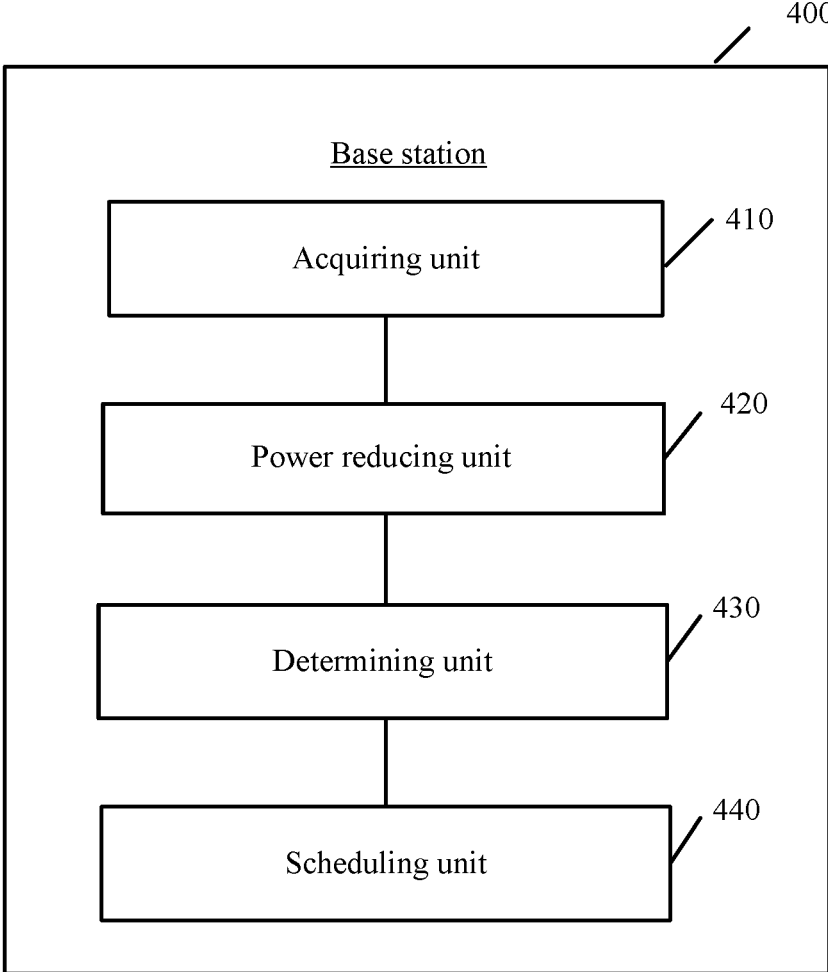 400
Base station
410
Acquiring unit
420
Power reducing unit
430
Determining unit
440
Scheduling unit